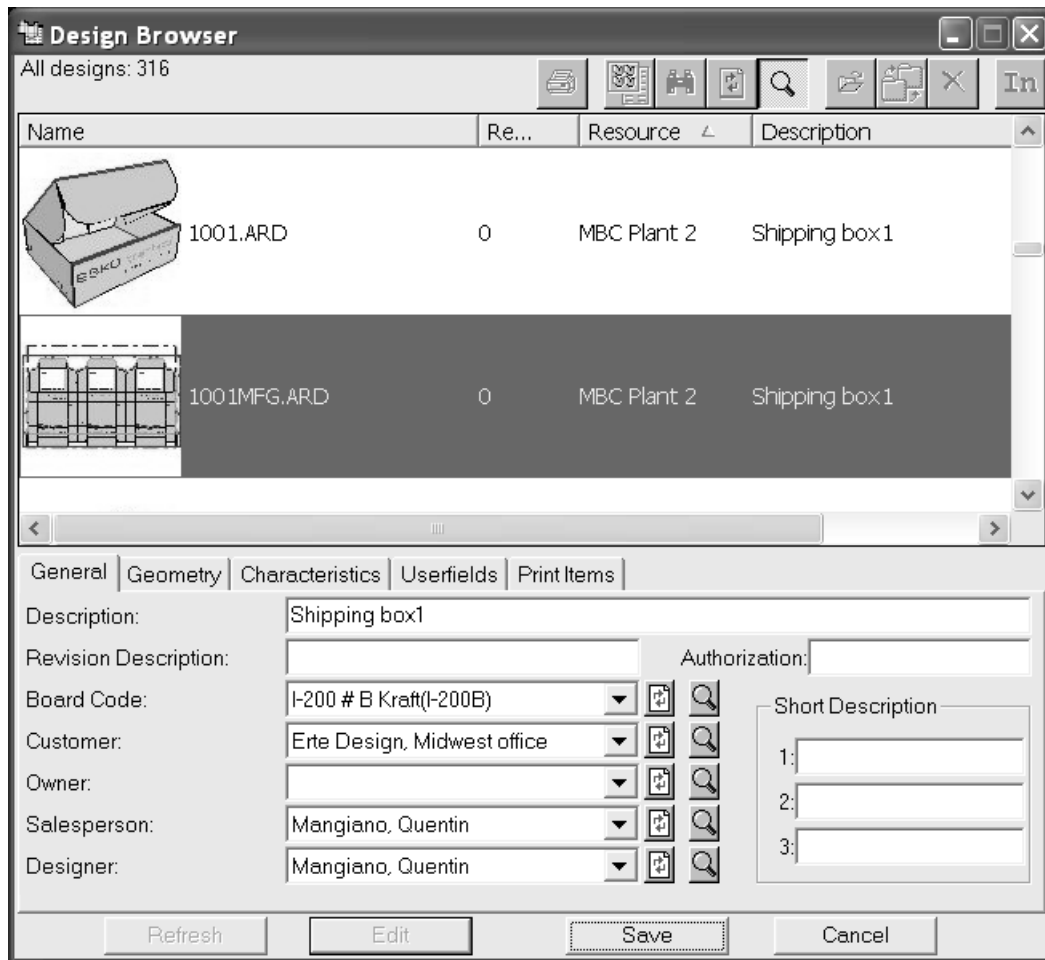 Design Browser
All designs: 316
In
Name Re... Resource Description
1001.ARD 0 MBC Plant 2 Shipping box1
ESKO
1001MFG.ARD 0 MBC Plant 2 Shipping box1
General Geometry Characteristics Userfields Print Items
Description: Shipping box1
Revision Description: Authorization:
Board Code: I-200 # B Kraft(I-200B)
Short Description
Customer: Erte Design, Midwest office
1:
Owner:
2:
Salesperson: Mangiano, Quentin
3:
Designer: Mangiano, Quentin
Refresh Edit Save Cancel